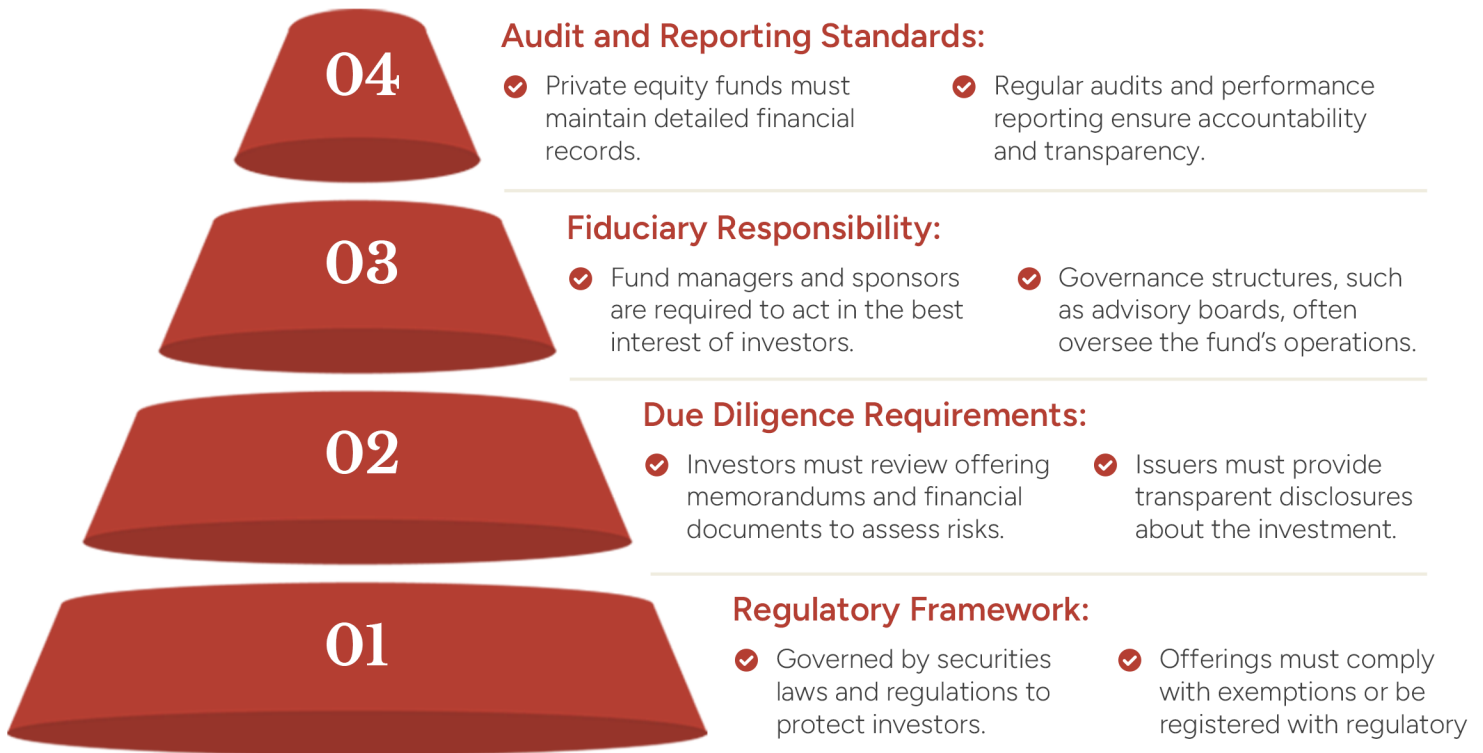 04
Audit and Reporting Standards:
Private equity funds must
maintain detailed financial
records.
Regular audits and performance
reporting ensure accountability
and transparency.
03
Fiduciary Responsibility:
Fund managers and sponsors
are required to act in the best
interest of investors.
Governance structures, such
as advisory boards, often
oversee the fund’s operations.
02
Due Diligence Requirements:
Investors must review offering
memorandums and financial
documents to assess risks.
Issuers must provide
transparent disclosures
about the investment.
01
Regulatory Framework:
Governed by securities
laws and regulations to
protect investors.
Offerings must comply
with exemptions or be
registered with regulatory